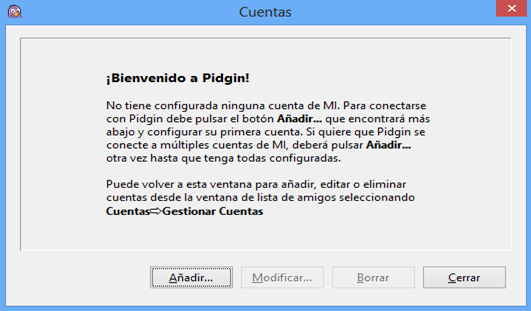 Cuentas
¡Bienvenido a Pidgin!
No tiene configurada ninguna cuenta de MI. Para conectarse
con Pidgin debe pulsar el botón Añadir... que encontrará más
abajo y configurar su primera cuenta. Si quiere que Pidgin se
conecte a múltiples cuentas de MI, deberá pulsar Añadir...
otra vez hasta que tenga todas configuradas.
Puede volver a esta ventana para añadir, editar o eliminar
cuentas desde la ventana de lista de amigos seleccionando
Cuentas⇨Gestionar Cuentas
Añadir... Modificar... Borrar Cerrar